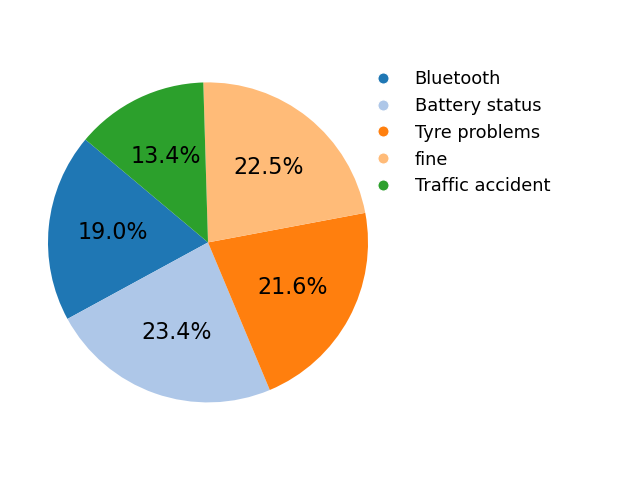 Bluetooth
Battery status
Tyre problems
fine
Traffic accident
13.4%
22.5%
19.0%
21.6%
23.4%